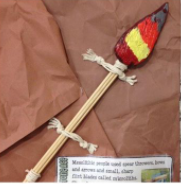 Mesolithic people used spear throwers, bows
and arrows and small, sharp
flint blades called microliths.